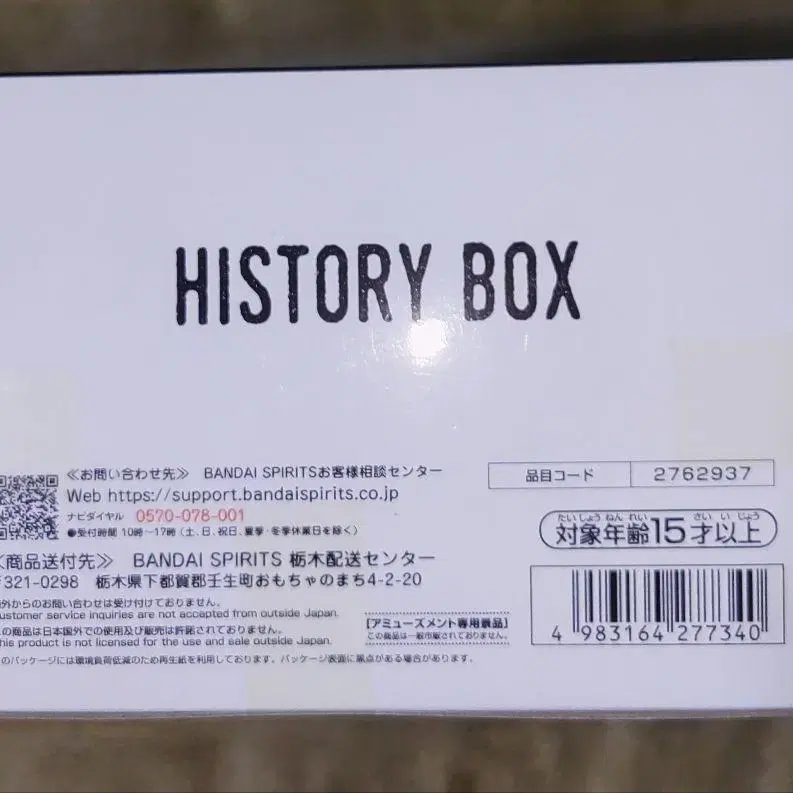 HISTORY BOX
≪お問い合わせ先≫ BANDAI SPIRITSお客様相談センター
Web https://support.bandaispirits.co.jp
ナビダイヤル 0570-078-001
●受付時間 10時~17時 (土、日、祝日、夏季・冬季休業日を除く)
商品送付先≫ BANDAI SPIRITS 栃木配送センター
〒321-0298 栃木県下都賀郡壬生町おもちゃのまち4-2-20
外からのお問い合わせは受け付けておりません。
ustomer service inquiries are not accepted from outside Japan.
の商品は日本国外での使用及び販売は許諾されておりません。
his product is not licensed for the use and sale outside Japan.
のパッケージには環境負荷低減のため再生紙を利用しております。パッケージ表面に黒点がある場合があります。
【アミューズメント専用景品】
この商品は一般市販されておりません。
品目コード 2762937
たいしょうねんれい さいいじょう
対象年齢15才以上
4 983164 277340